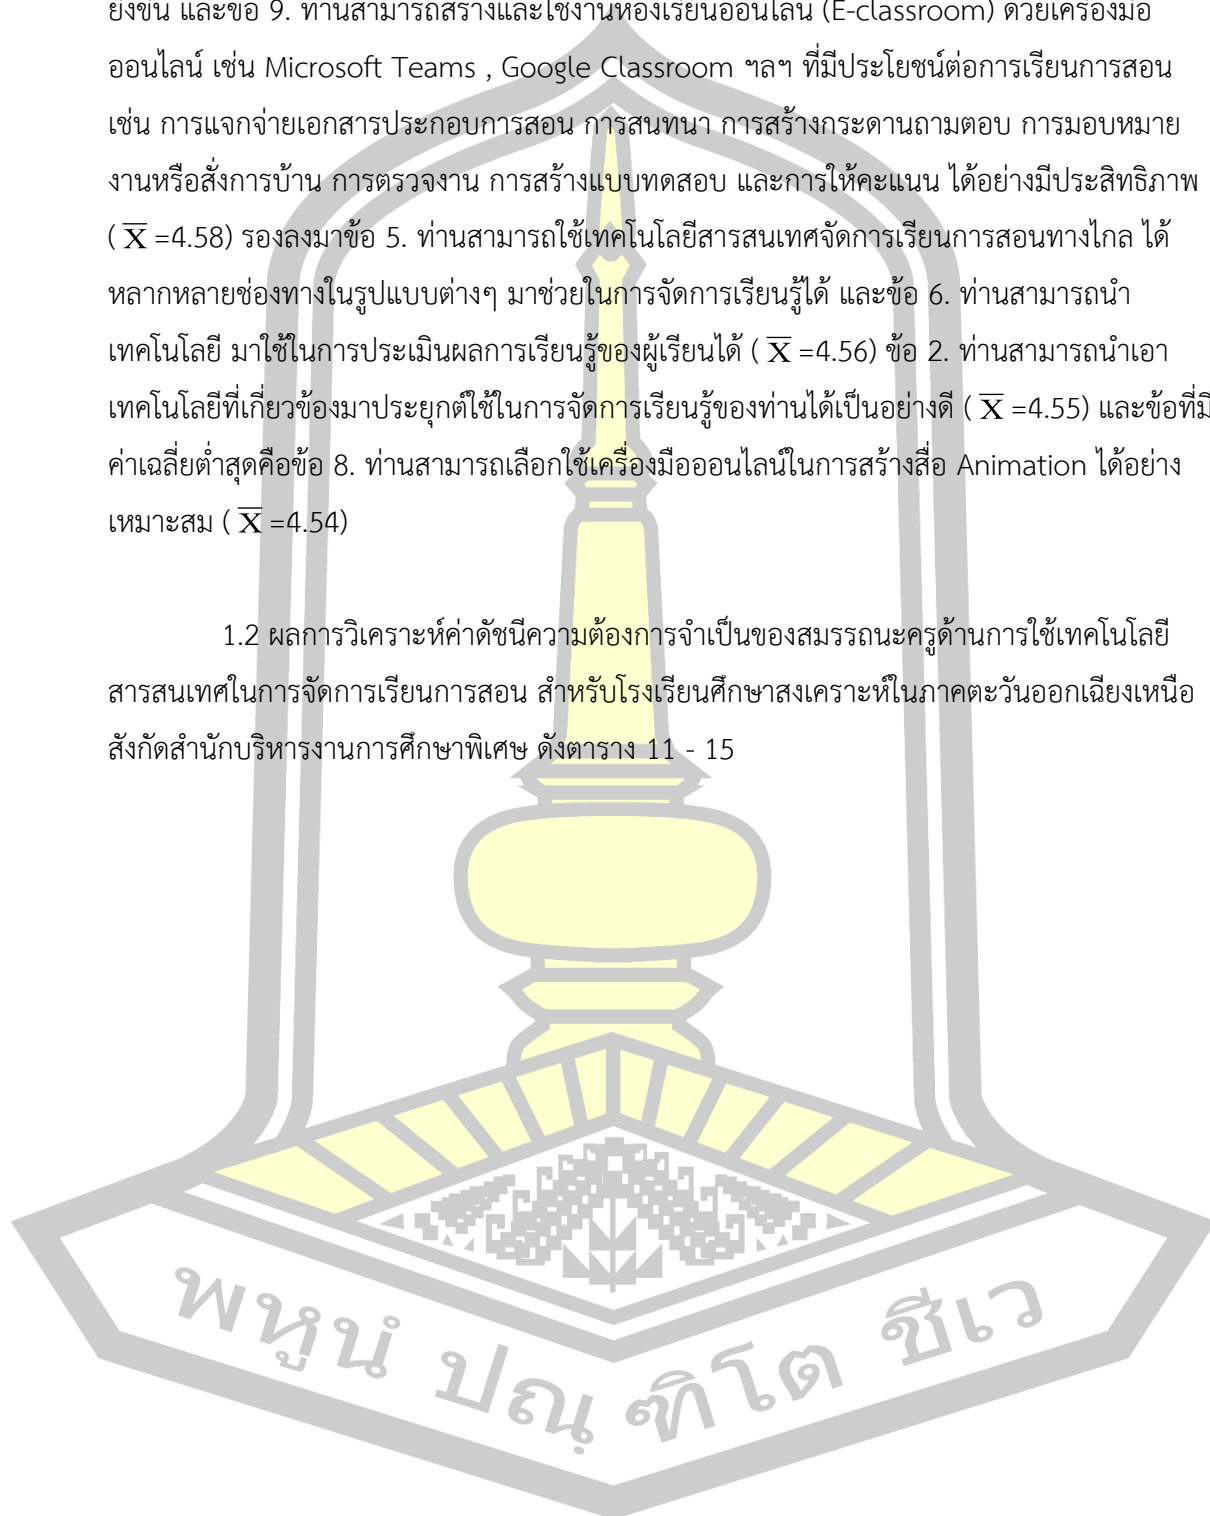 ยิ่งขึ้น และข้อ 9. ท่านสามารถสร้างและใช้งานห้องเรียนออนไลน์ (E-classroom) ด้วยเครื่องมือ
ออนไลน์ เช่น Microsoft Teams , Google Classroom ฯลฯ ที่มีประโยชน์ต่อการเรียนการสอน
เช่น การแจกจ่ายเอกสารประกอบการสอน การสนทนา การสร้างกระดานถามตอบ การมอบหมาย
งานหรือสั่งการบ้าน การตรวจงาน การสร้างแบบทดสอบ และการให้คะแนน ได้อย่างมีประสิทธิภาพ
( X̅ =4.58) รองลงมาข้อ 5. ท่านสามารถใช้เทคโนโลยีสารสนเทศจัดการเรียนการสอนทางไกล ได้
หลากหลายช่องทางในรูปแบบต่างๆ มาช่วยในการจัดการเรียนรู้ได้ และข้อ 6. ท่านสามารถนำ
เทคโนโลยี มาใช้ในการประเมินผลการเรียนรู้ของผู้เรียนได้ ( X̅ =4.56) ข้อ 2. ท่านสามารถนำเอา
เทคโนโลยีที่เกี่ยวข้องมาประยุกต์ใช้ในการจัดการเรียนรู้ของท่านได้เป็นอย่างดี ( X̅ =4.55) และข้อที่มี
ค่าเฉลี่ยต่ำสุดคือข้อ 8. ท่านสามารถเลือกใช้เครื่องมือออนไลน์ในการสร้างสื่อ Animation ได้อย่าง
เหมาะสม ( X̅ =4.54)
1.2 ผลการวิเคราะห์ค่าดัชนีความต้องการจำเป็นของสมรรถนะครูด้านการใช้เทคโนโลยี
สารสนเทศในการจัดการเรียนการสอน สำหรับโรงเรียนศึกษาสงเคราะห์ในภาคตะวันออกเฉียงเหนือ
สังกัดสำนักบริหารงานการศึกษาพิเศษ ดังตาราง 11 - 15
พหูนํ ปณฺฑิโต ชีเว